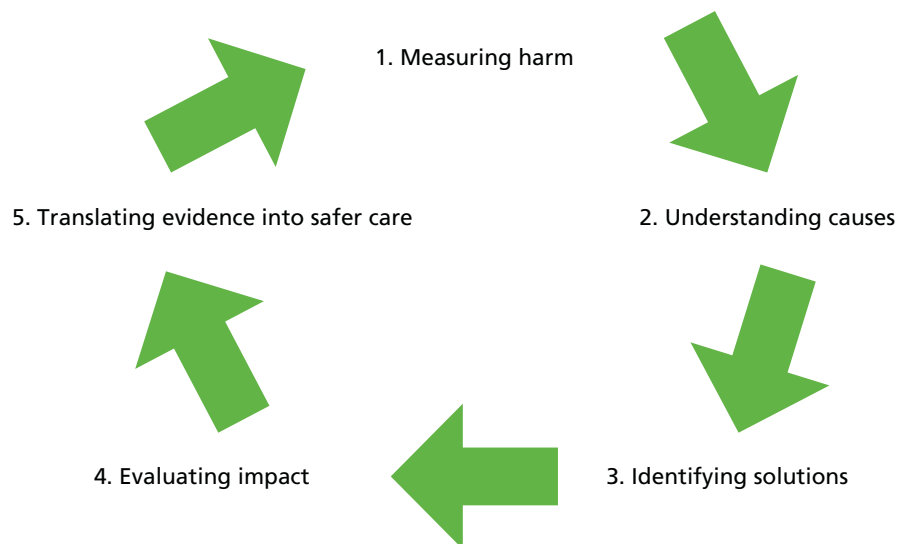 1. Measuring harm
2. Understanding causes
3. Identifying solutions
4. Evaluating impact
5. Translating evidence into safer care